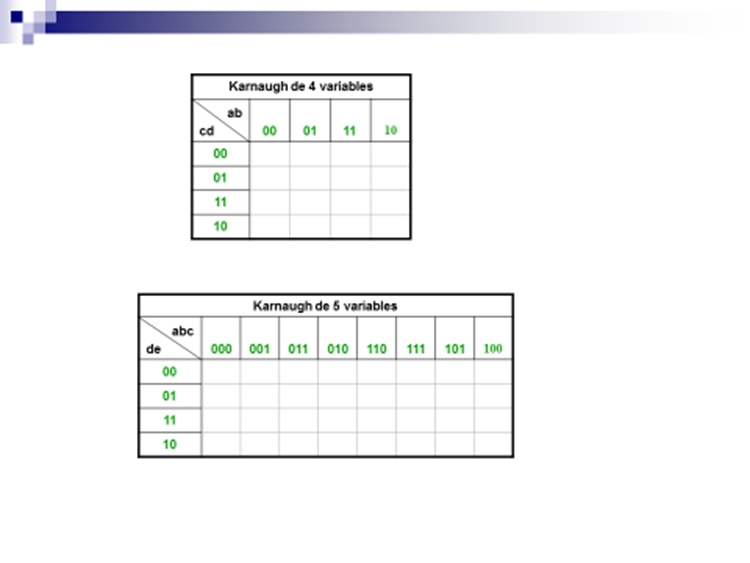 Karnaugh de 4 variables
ab
cd 00 01 11 10
00
01
11
10
Karnaugh de 5 variables
abc
de 000 001 011 010 110 111 101 100
00
01
11
10